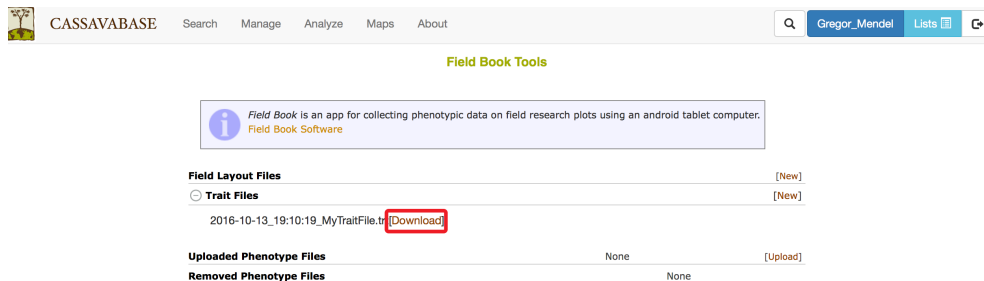 CASSAVABASE Search Manage Analyze Maps About Gregor_Mendel Lists
Field Book Tools
i Field Book is an app for collecting phenotypic data on field research plots using an android tablet computer.
Field Book Software
Field Layout Files [New]
Trait Files [New]
2016-10-13_19:10:19_MyTraitFile.tr [Download]
Uploaded Phenotype Files None [Upload]
Removed Phenotype Files None